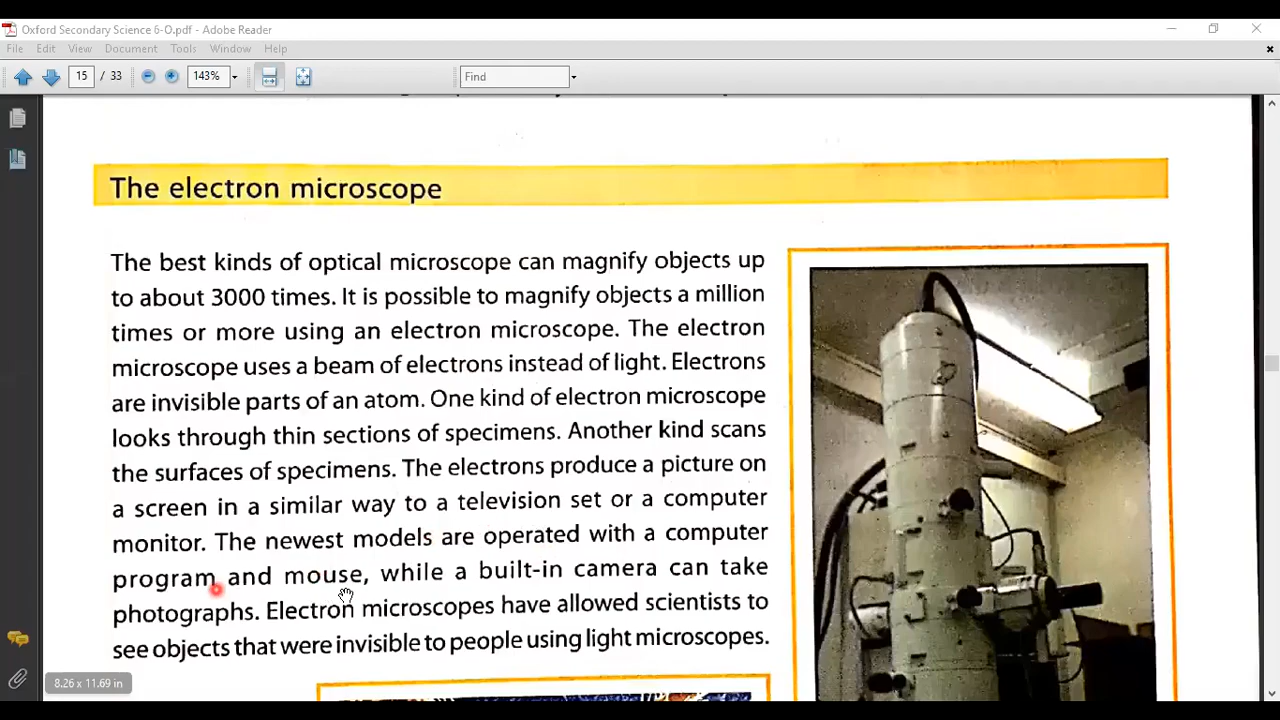 Oxford Secondary Science 6-O.pdf - Adobe Reader
File Edit View Document Tools Window Help
15 / 33 143% Find
The electron microscope
The best kinds of optical microscope can magnify objects up
to about 3000 times. It is possible to magnify objects a million
times or more using an electron microscope. The electron
microscope uses a beam of electrons instead of light. Electrons
are invisible parts of an atom. One kind of electron microscope
looks through thin sections of specimens. Another kind scans
the surfaces of specimens. The electrons produce a picture on
a screen in a similar way to a television set or a computer
monitor. The newest models are operated with a computer
program and mouse, while a built-in camera can take
photographs. Electron microscopes have allowed scientists to
see objects that were invisible to people using light microscopes.
8.26 x 11.69 in